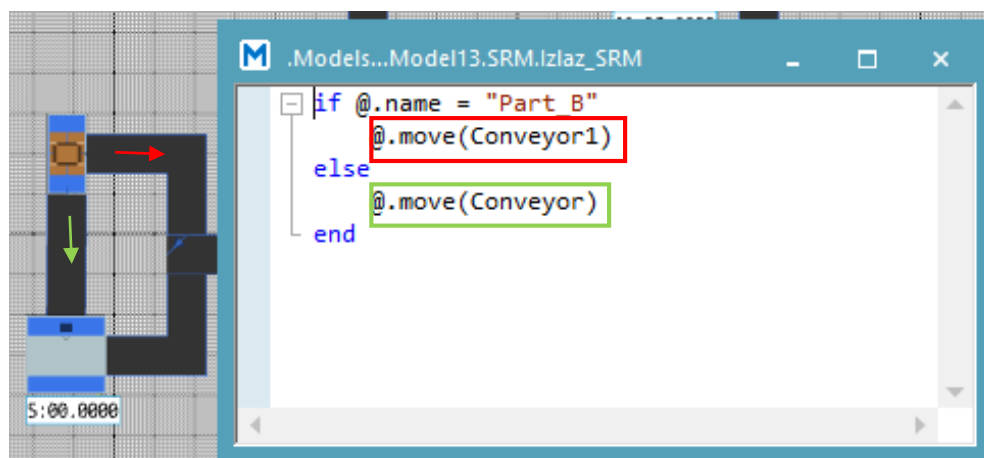 .Models...Model13.SRM.Izlaz_SRM
if @.name = "Part_B"
@.move(Conveyor1)
else
@.move(Conveyor)
end
5:00.0000